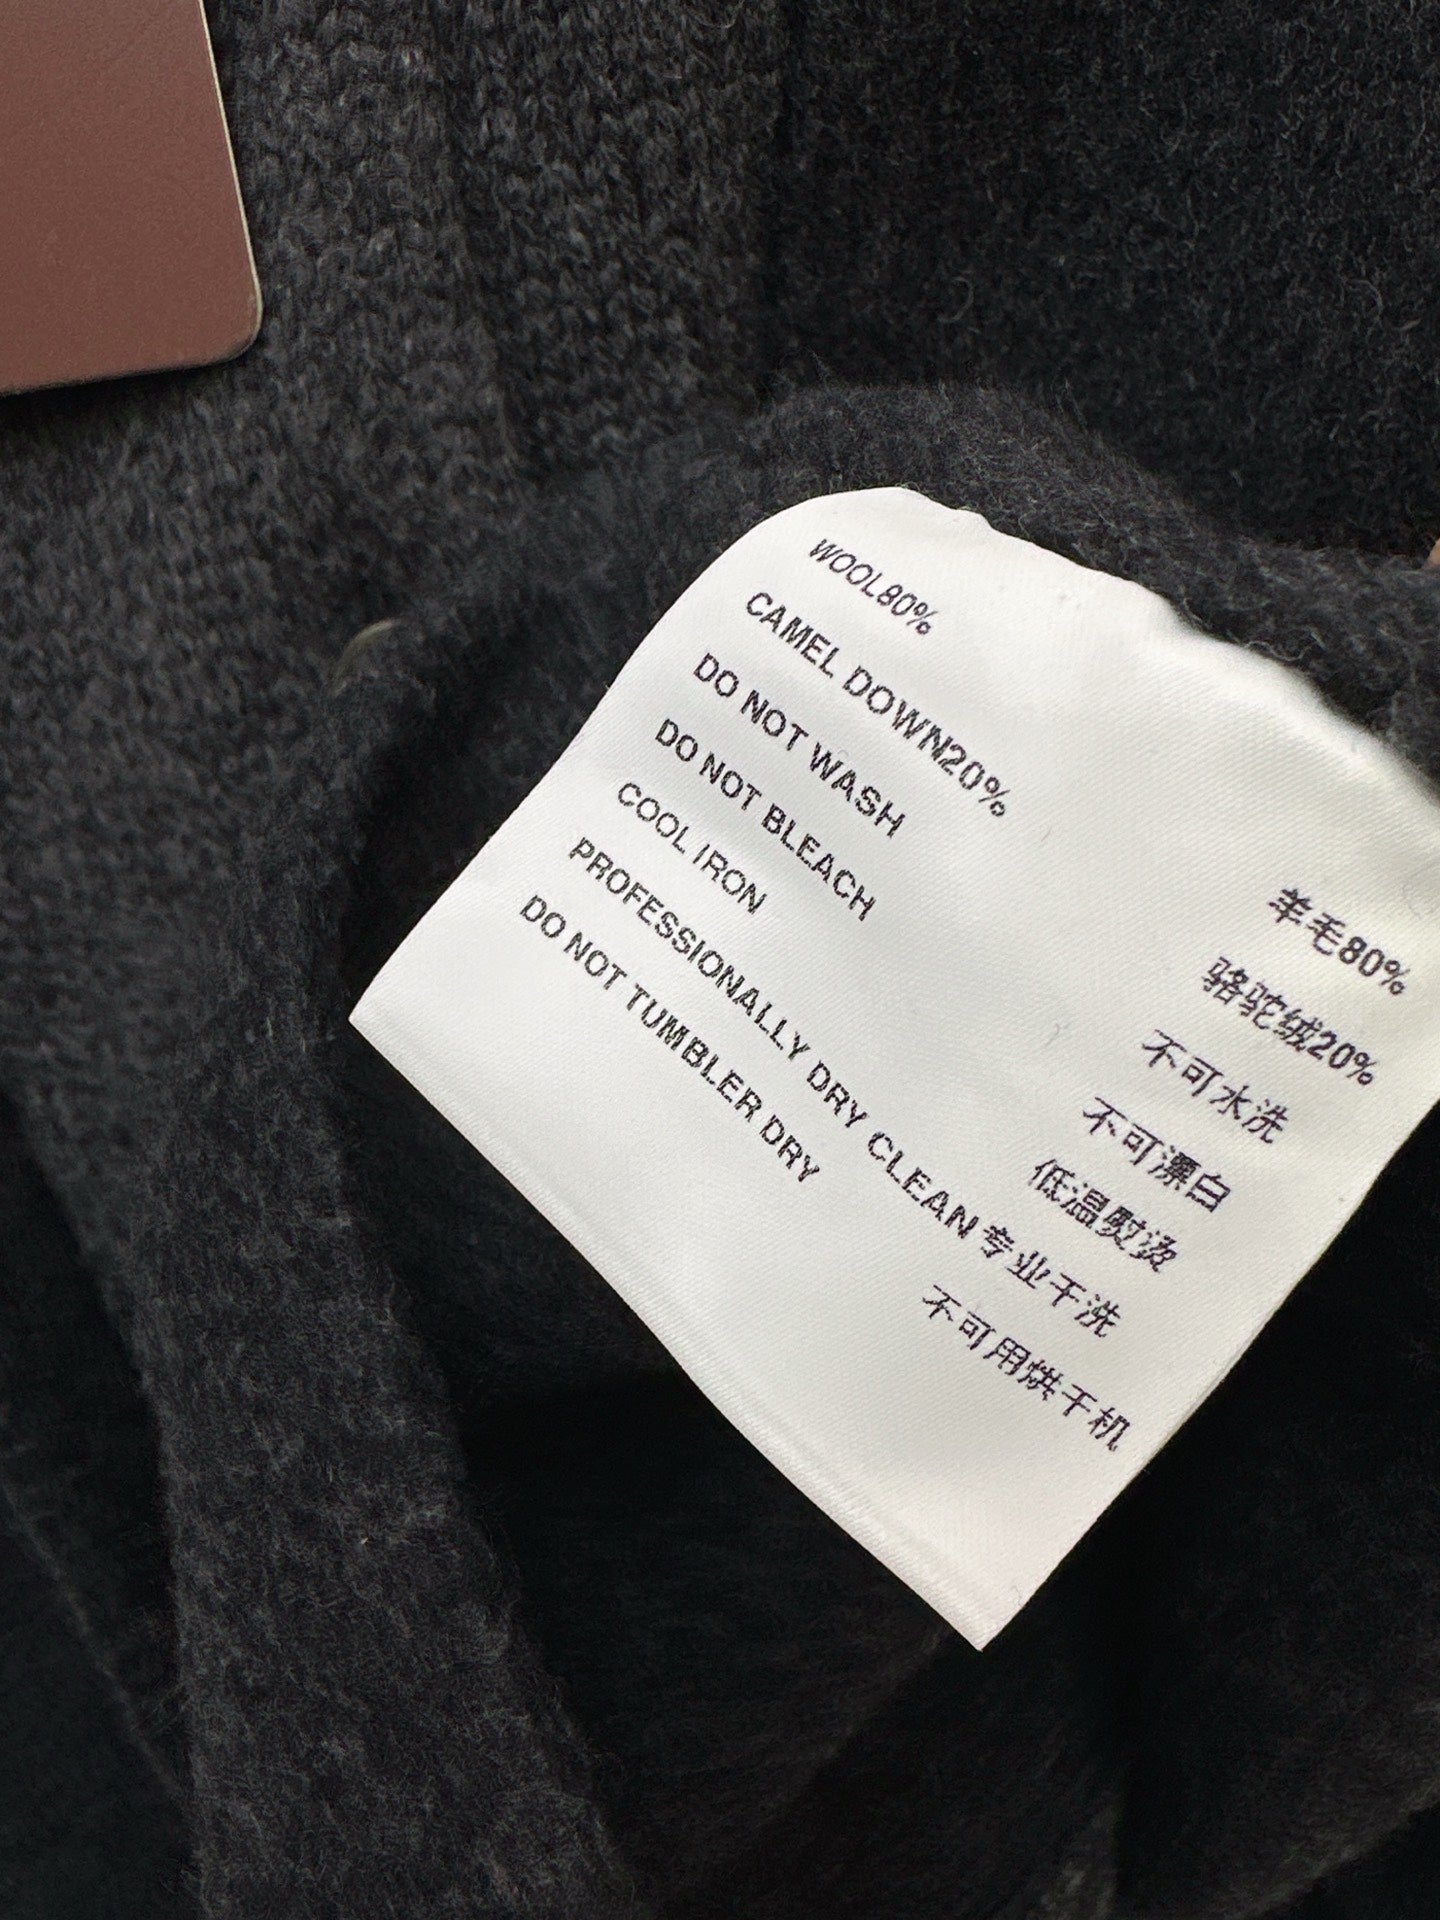 WOOL80% 羊毛80%
CAMEL DOWN20% 骆驼绒20%
DO NOT WASH 不可水洗
DO NOT BLEACH 不可漂白
COOL IRON 低温熨烫
PROFESSIONALLY DRY CLEAN 专业干洗
DO NOT TUMBLER DRY 不可用烘干机